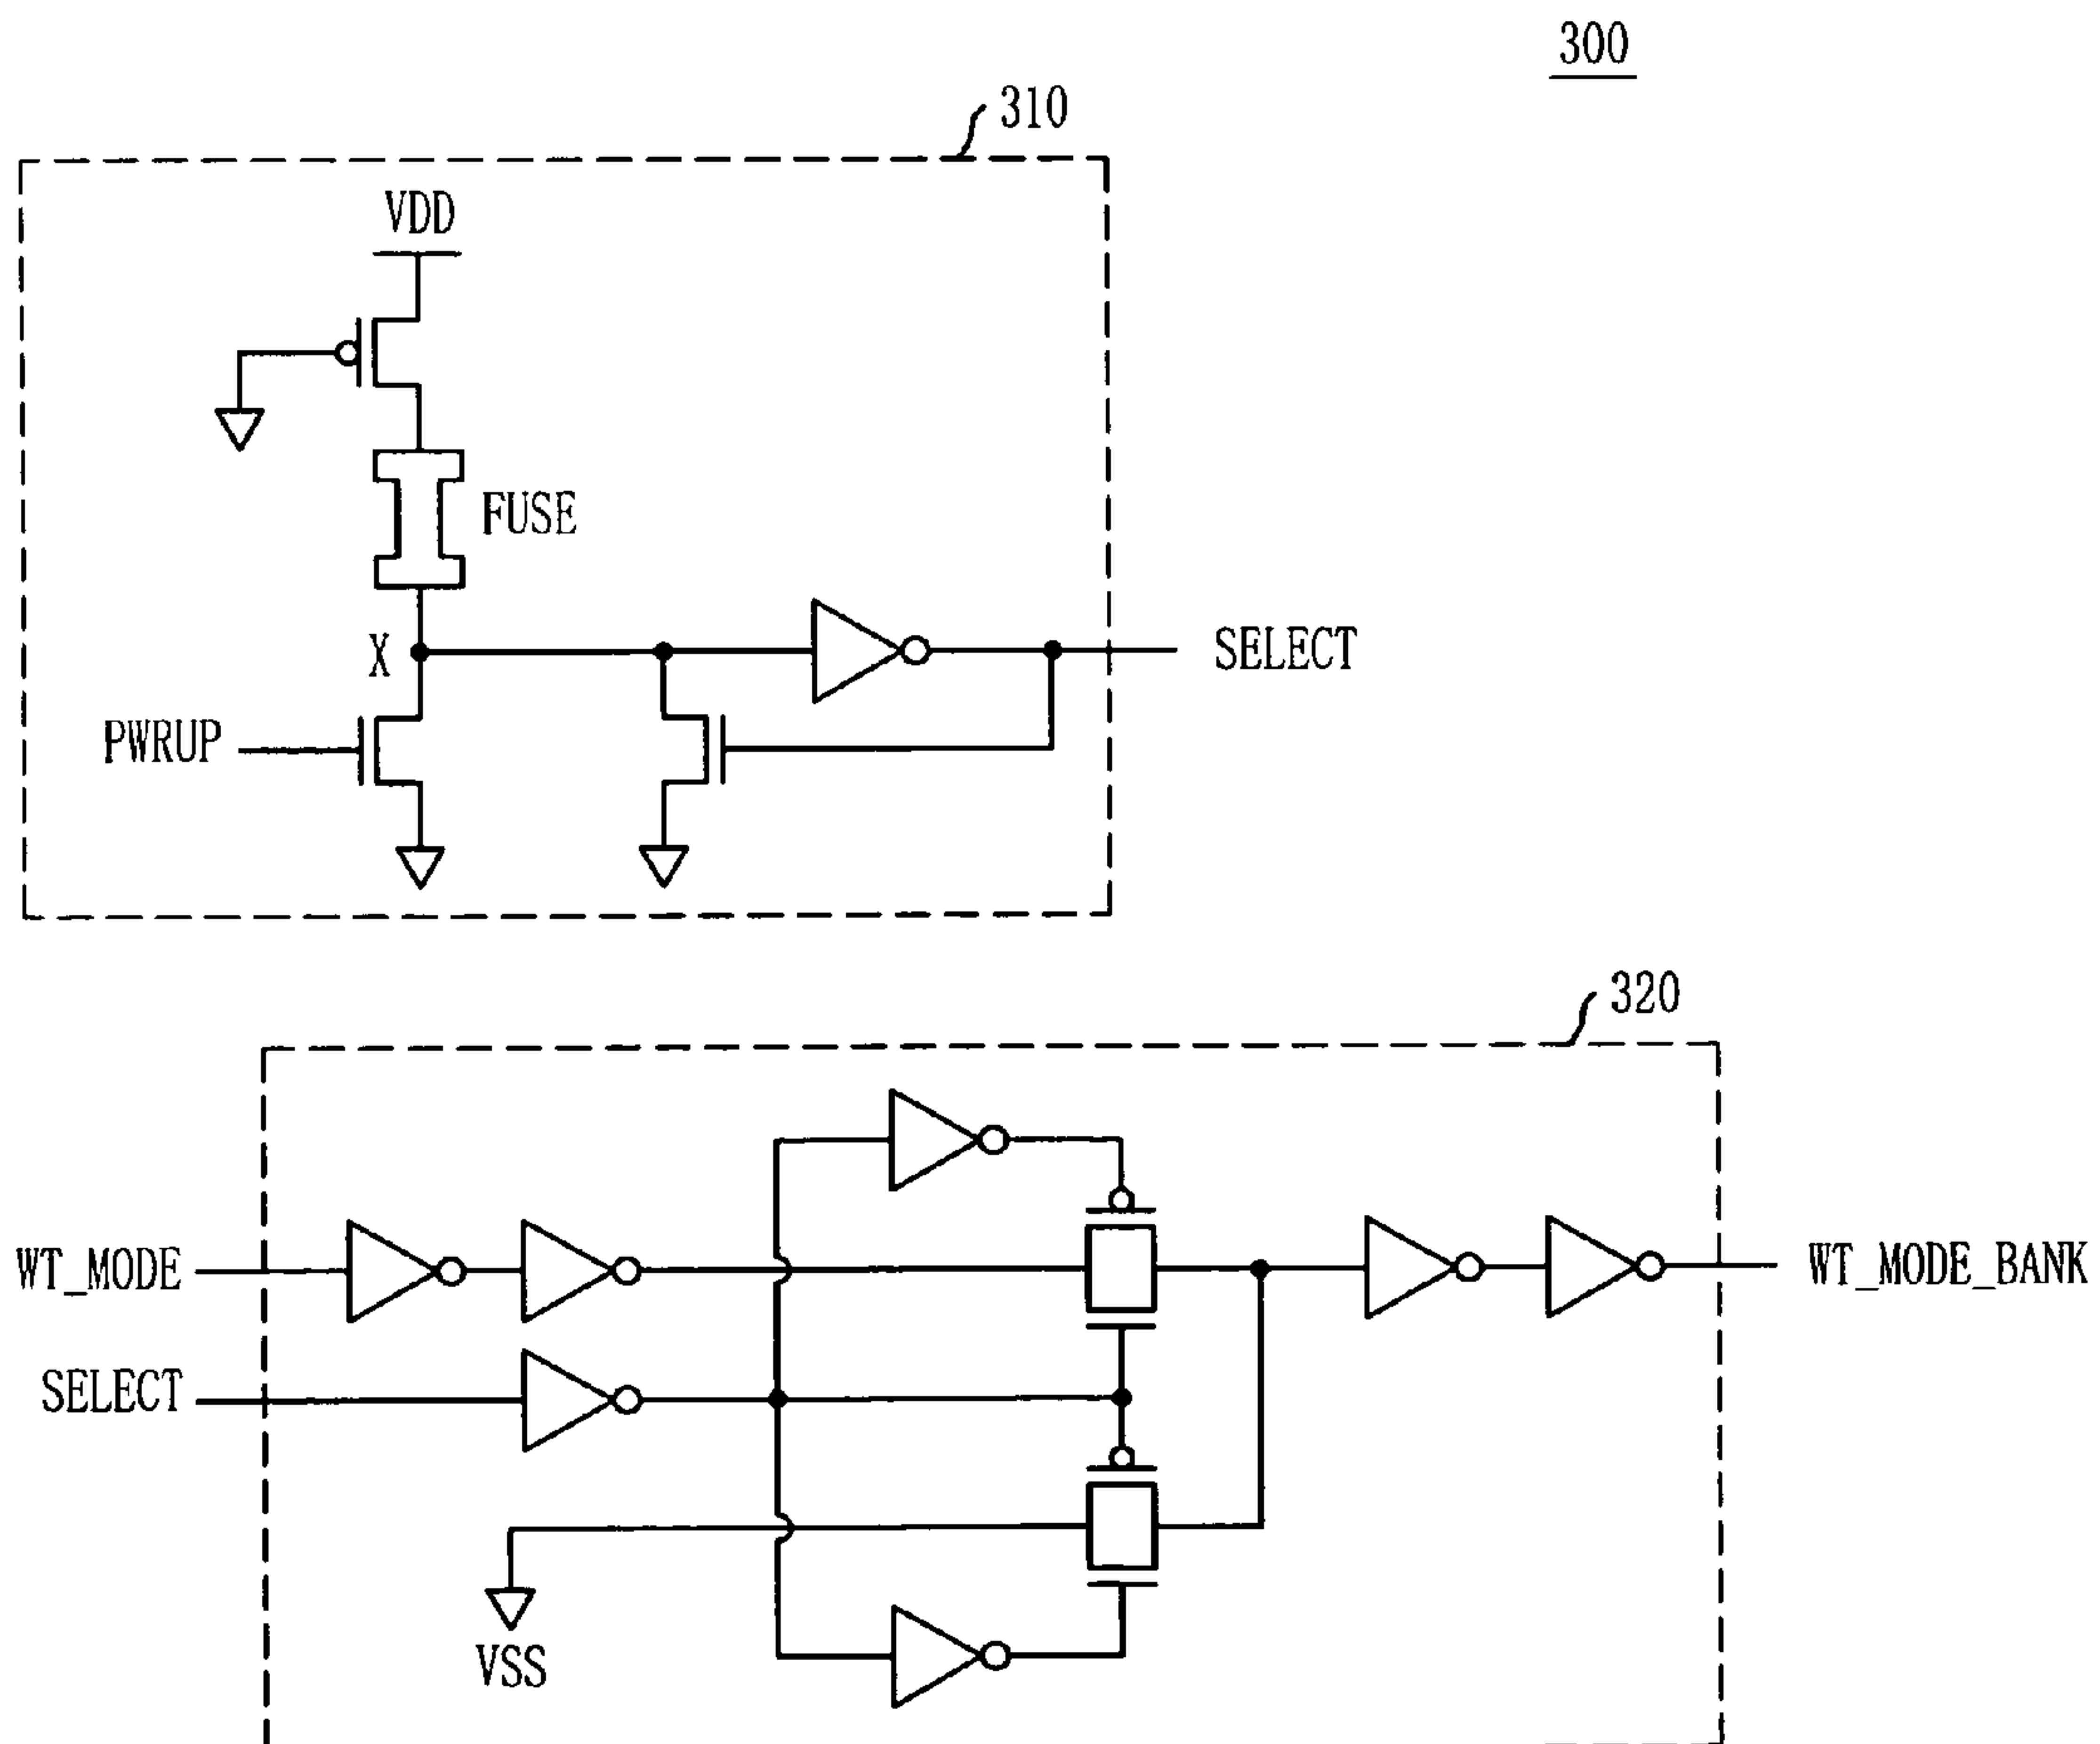 300
310
VDD
FUSE
X
SELECT
PWRUP
320
WT_MODE
WT_MODE_BANK
SELECT
VSS